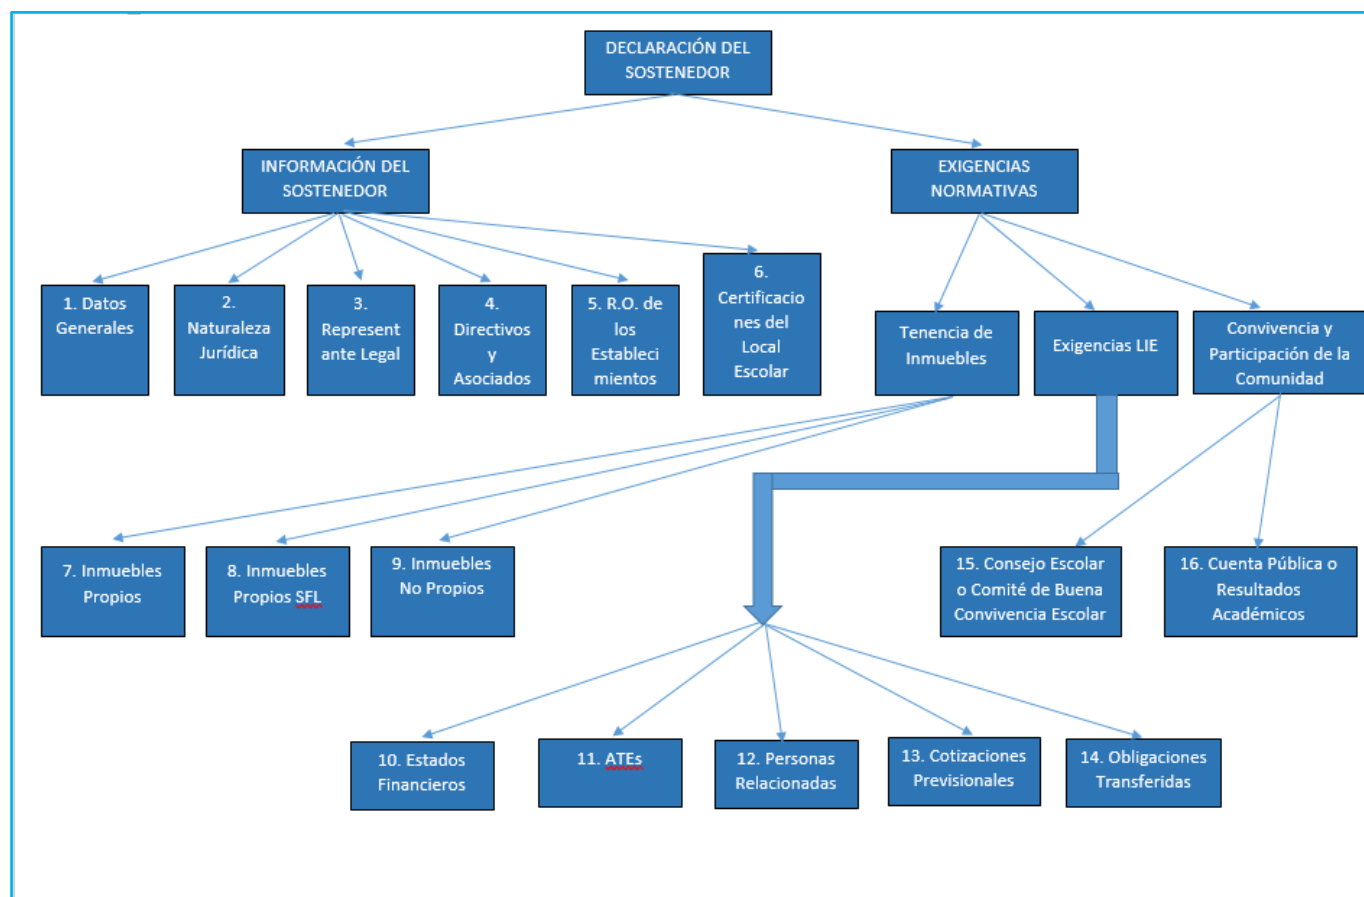 DECLARACIÓN DEL
SOSTENEDOR
INFORMACIÓN DEL
SOSTENEDOR
EXIGENCIAS
NORMATIVAS
1. Datos
Generales
2.
Naturaleza
Jurídica
3.
Represent
ante Legal
4.
Directivos
y
Asociados
5. R.O. de
los
Estableci
mientos
6.
Certificacio
nes del
Local
Escolar
Tenencia de
Inmuebles
Exigencias LIE
Convivencia y
Participación de la
Comunidad
7. Inmuebles
Propios
8. Inmuebles
Propios SFL
9. Inmuebles
No Propios
15. Consejo Escolar
o Comité de Buena
Convivencia Escolar
16. Cuenta Pública o
Resultados
Académicos
10. Estados
Financieros
11. ATEs
12. Personas
Relacionadas
13. Cotizaciones
Previsionales
14. Obligaciones
Transferidas